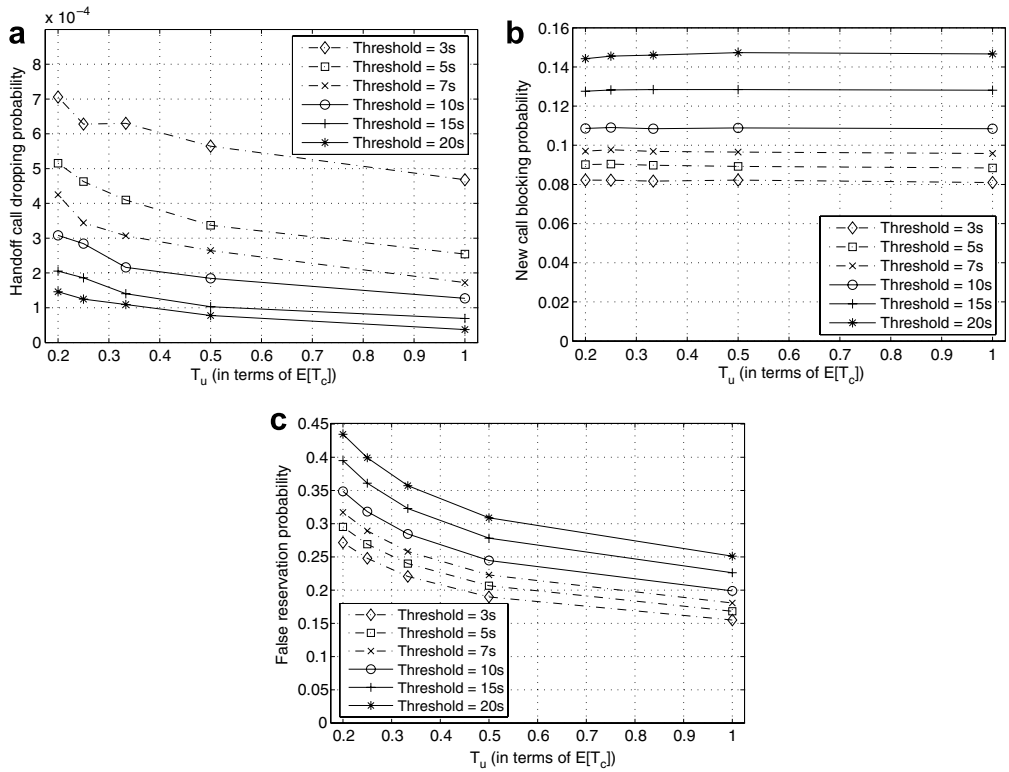 a
x 10⁻⁴
Handoff call dropping probability
8
7
6
5
4
3
2
1
0
0.2 0.3 0.4 0.5 0.6 0.7 0.8 0.9 1
T_u (in terms of E[T_c])
Threshold = 3s
Threshold = 5s
Threshold = 7s
Threshold = 10s
Threshold = 15s
Threshold = 20s
b
New call blocking probability
0.16
0.14
0.12
0.1
0.08
0.06
0.04
0.02
0
0.2 0.3 0.4 0.5 0.6 0.7 0.8 0.9 1
T_u (in terms of E[T_c])
Threshold = 3s
Threshold = 5s
Threshold = 7s
Threshold = 10s
Threshold = 15s
Threshold = 20s
c
False reservation probability
0.45
0.4
0.35
0.3
0.25
0.2
0.15
0.1
0.05
0
0.2 0.3 0.4 0.5 0.6 0.7 0.8 0.9 1
T_u (in terms of E[T_c])
Threshold = 3s
Threshold = 5s
Threshold = 7s
Threshold = 10s
Threshold = 15s
Threshold = 20s